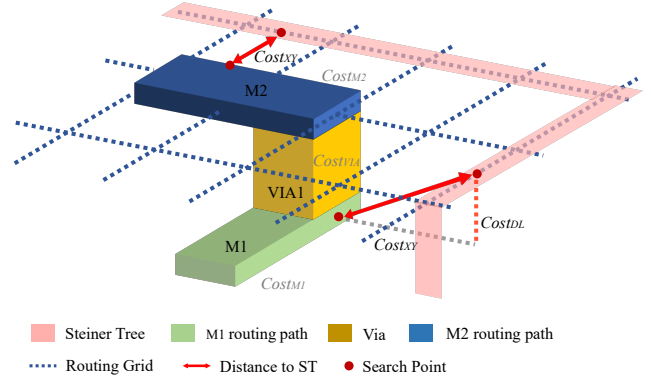 CostXY
M2
CostM2
CostVIA
VIA1
M1
CostXY
CostDL
CostM1
Steiner Tree
M1 routing path
Via
M2 routing path
Routing Grid
Distance to ST
Search Point